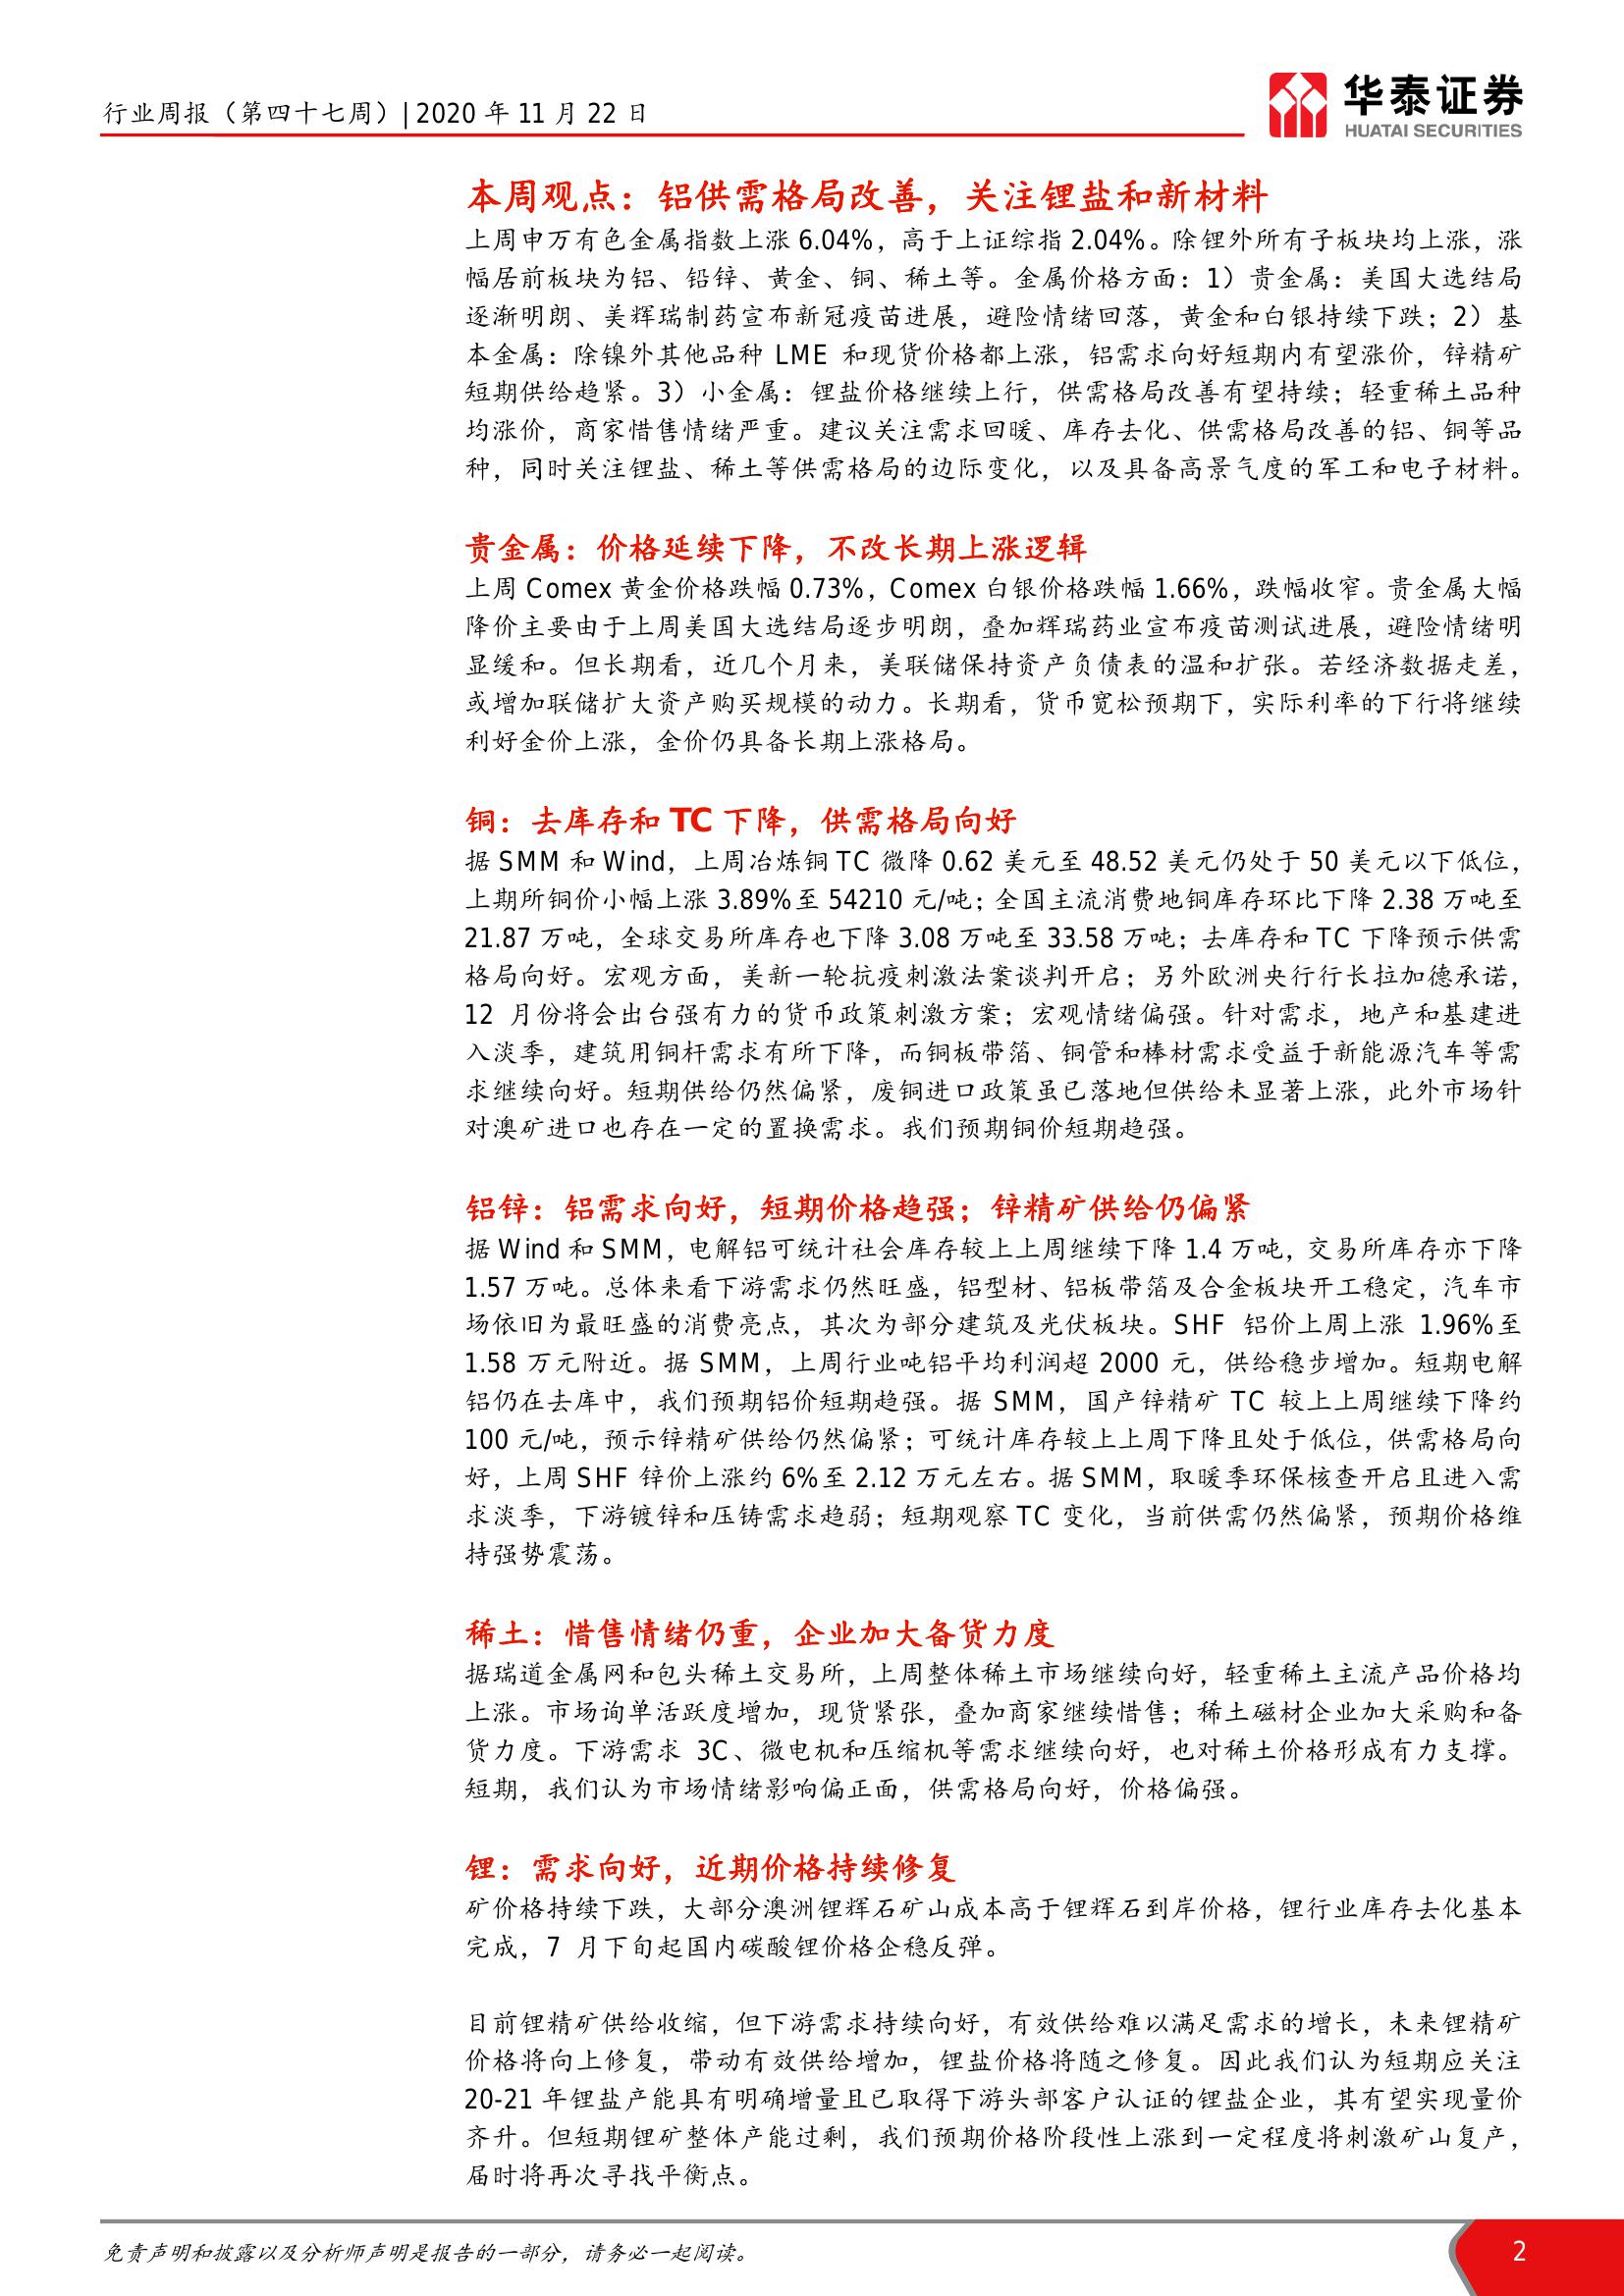 行业周报（第四十七周）| 2020 年 11 月 22 日
华泰证券
HUATAI SECURITIES
本周观点：铝供需格局改善，关注锂盐和新材料
上周申万有色金属指数上涨 6.04%，高于上证综指 2.04%。除锂外所有子板块均上涨，涨
幅居前板块为铝、铅锌、黄金、铜、稀土等。金属价格方面：1）贵金属：美国大选结局
逐渐明朗、美辉瑞制药宣布新冠疫苗进展，避险情绪回落，黄金和白银持续下跌；2）基
本金属：除镍外其他品种 LME 和现货价格都上涨，铝需求向好短期内有望涨价，锌精矿
短期供给趋紧。3）小金属：锂盐价格继续上行，供需格局改善有望持续；轻重稀土品种
均涨价，商家惜售情绪严重。建议关注需求回暖、库存去化、供需格局改善的铝、铜等品
种，同时关注锂盐、稀土等供需格局的边际变化，以及具备高景气度的军工和电子材料。
贵金属：价格延续下降，不改长期上涨逻辑
上周 Comex 黄金价格跌幅 0.73%，Comex 白银价格跌幅 1.66%，跌幅收窄。贵金属大幅
降价主要由于上周美国大选结局逐步明朗，叠加辉瑞药业宣布疫苗测试进展，避险情绪明
显缓和。但长期看，近几个月来，美联储保持资产负债表的温和扩张。若经济数据走差，
或增加联储扩大资产购买规模的动力。长期看，货币宽松预期下，实际利率的下行将继续
利好金价上涨，金价仍具备长期上涨格局。
铜：去库存和 TC 下降，供需格局向好
据 SMM 和 Wind，上周冶炼铜 TC 微降 0.62 美元至 48.52 美元仍处于 50 美元以下低位，
上期所铜价小幅上涨 3.89%至 54210 元/吨；全国主流消费地铜库存环比下降 2.38 万吨至
21.87 万吨，全球交易所库存也下降 3.08 万吨至 33.58 万吨；去库存和 TC 下降预示供需
格局向好。宏观方面，美新一轮抗疫刺激法案谈判开启；另外欧洲央行行长拉加德承诺，
12 月份将会出台强有力的货币政策刺激方案；宏观情绪偏强。针对需求，地产和基建进
入淡季，建筑用铜杆需求有所下降，而铜板带箔、铜管和棒材需求受益于新能源汽车等需
求继续向好。短期供给仍然偏紧，废铜进口政策虽已落地但供给未显著上涨，此外市场针
对澳矿进口也存在一定的置换需求。我们预期铜价短期趋强。
铝锌：铝需求向好，短期价格趋强；锌精矿供给仍偏紧
据 Wind 和 SMM，电解铝可统计社会库存较上上周继续下降 1.4 万吨，交易所库存亦下降
1.57 万吨。总体来看下游需求仍然旺盛，铝型材、铝板带箔及合金板块开工稳定，汽车市
场依旧为最旺盛的消费亮点，其次为部分建筑及光伏板块。SHF 铝价上周上涨 1.96%至
1.58 万元附近。据 SMM，上周行业吨铝平均利润超 2000 元，供给稳步增加。短期电解
铝仍在去库中，我们预期铝价短期趋强。据 SMM，国产锌精矿 TC 较上上周继续下降约
100 元/吨，预示锌精矿供给仍然偏紧；可统计库存较上上周下降且处于低位，供需格局向
好，上周 SHF 锌价上涨约 6%至 2.12 万元左右。据 SMM，取暖季环保核查开启且进入需
求淡季，下游镀锌和压铸需求趋弱；短期观察 TC 变化，当前供需仍然偏紧，预期价格维
持强势震荡。
稀土：惜售情绪仍重，企业加大备货力度
据瑞道金属网和包头稀土交易所，上周整体稀土市场继续向好，轻重稀土主流产品价格均
上涨。市场询单活跃度增加，现货紧张，叠加商家继续惜售；稀土磁材企业加大采购和备
货力度。下游需求 3C、微电机和压缩机等需求继续向好，也对稀土价格形成有力支撑。
短期，我们认为市场情绪影响偏正面，供需格局向好，价格偏强。
锂：需求向好，近期价格持续修复
矿价格持续下跌，大部分澳洲锂辉石矿山成本高于锂辉石到岸价格，锂行业库存去化基本
完成，7 月下旬起国内碳酸锂价格企稳反弹。
目前锂精矿供给收缩，但下游需求持续向好，有效供给难以满足需求的增长，未来锂精矿
价格将向上修复，带动有效供给增加，锂盐价格将随之修复。因此我们认为短期应关注
20-21 年锂盐产能具有明确增量且已取得下游头部客户认证的锂盐企业，其有望实现量价
齐升。但短期锂矿整体产能过剩，我们预期价格阶段性上涨到一定程度将刺激矿山复产，
届时将再次寻找平衡点。
免责声明和披露以及分析师声明是报告的一部分，请务必一起阅读。
2